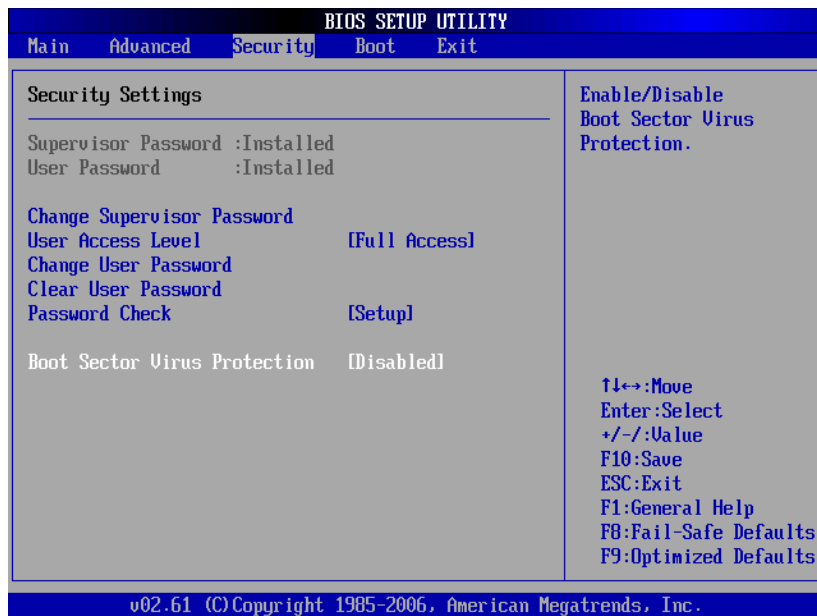 BIOS SETUP UTILITY
Main Advanced Security Boot Exit
Security Settings
Supervisor Password :Installed
User Password :Installed
Change Supervisor Password
User Access Level [Full Access]
Change User Password
Clear User Password
Password Check [Setup]
Boot Sector Virus Protection [Disabled]
Enable/Disable
Boot Sector Virus
Protection.
↑↓←→:Move
Enter:Select
+/-/:Value
F10:Save
ESC:Exit
F1:General Help
F8:Fail-Safe Defaults
F9:Optimized Defaults
v02.61 (C)Copyright 1985-2006, American Megatrends, Inc.